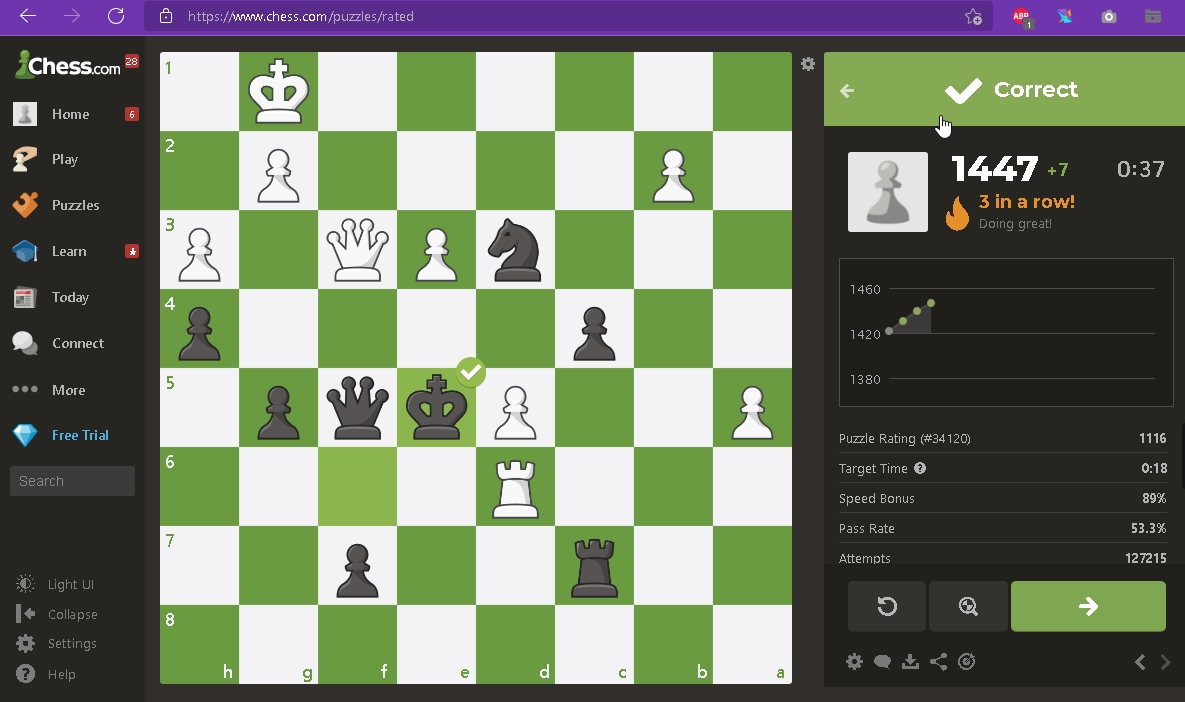 https://www.chess.com/puzzles/rated
ABP
1
Chess.com
28
Home
6
Play
Puzzles
Learn
Today
Connect
More
Free Trial
Search
Light UI
Collapse
Settings
Help
1
2
3
4
5
6
7
8
h g f e d c b a
Correct
1447 +7
0:37
3 in a row!
Doing great!
1460
1420
1380
Puzzle Rating (#34120) 1116
Target Time ? 0:18
Speed Bonus 89%
Pass Rate 53.3%
Attempts 127215